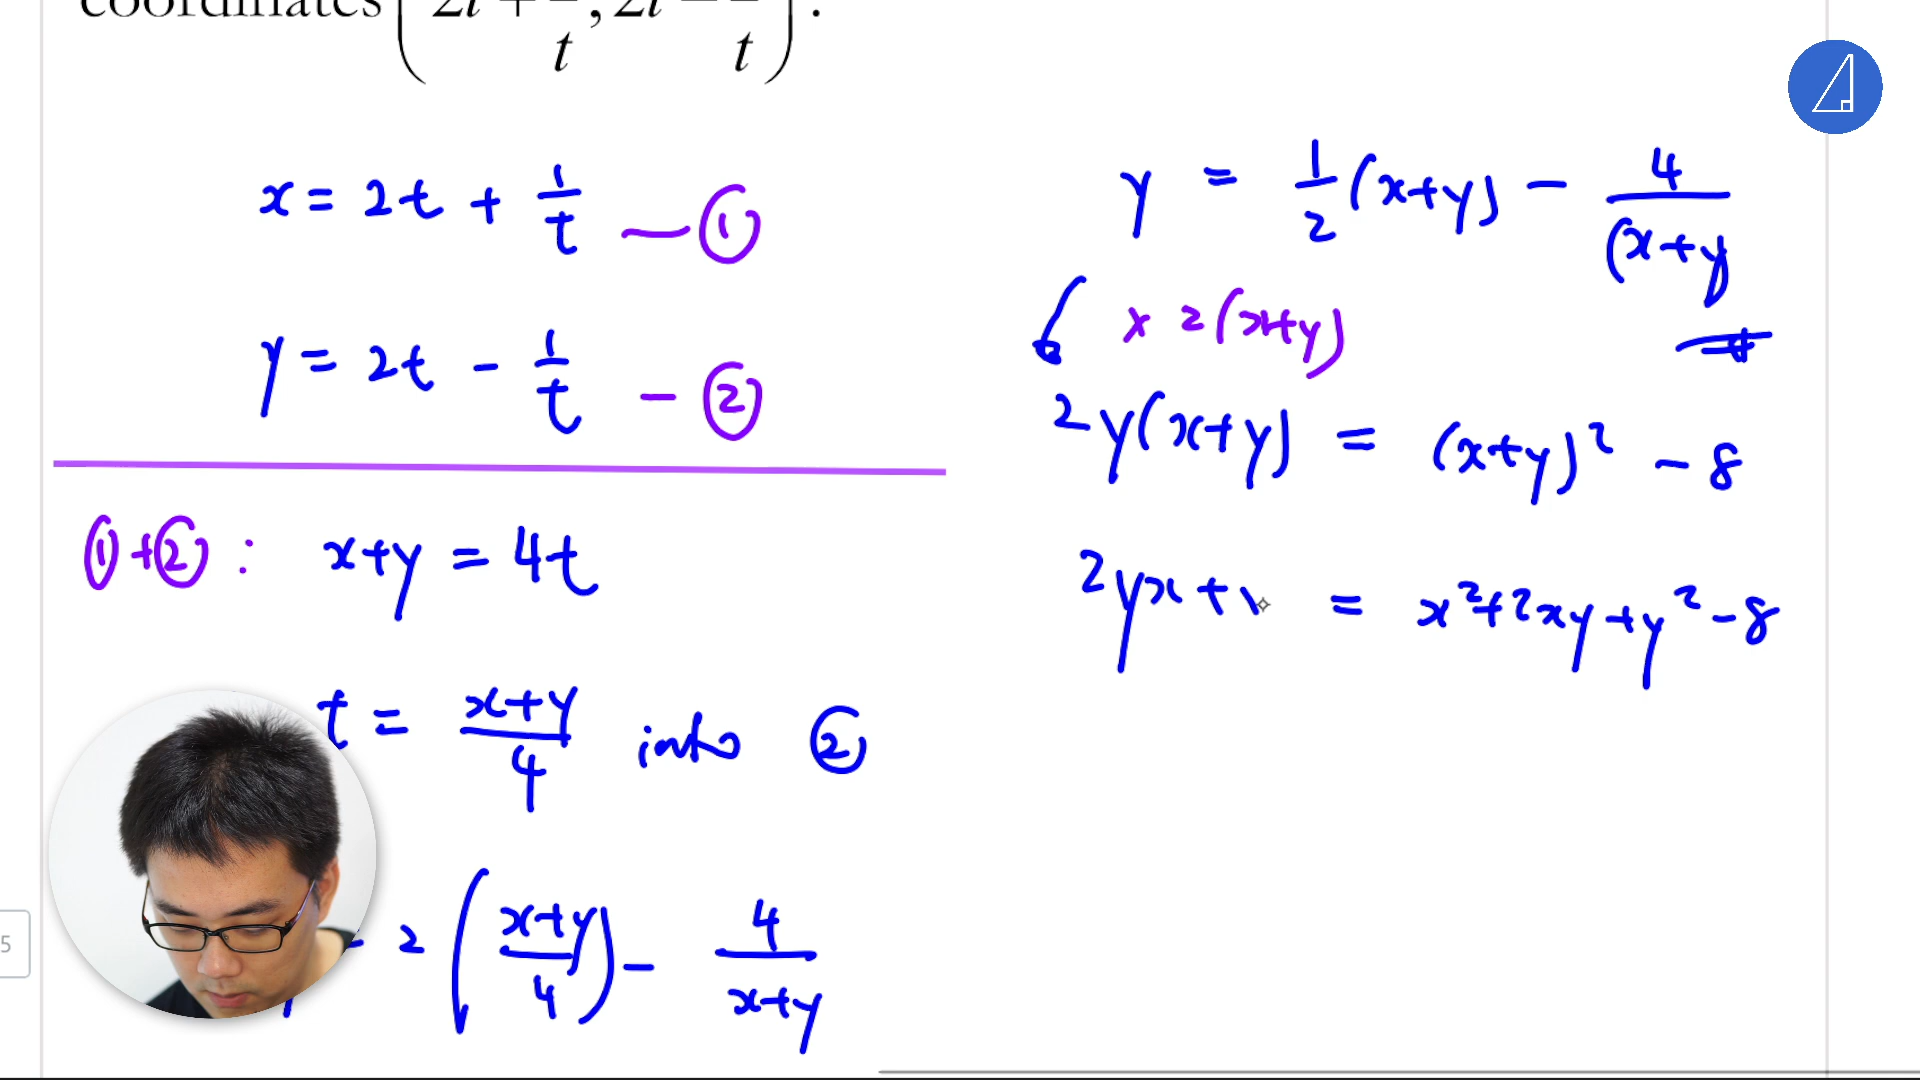 coordinates (2t + 1/t, 2t − 1/t).
x = 2t + 1/t — ①
y = 2t - 1/t - ②
①+② : x+y = 4t
t = (x+y)/4 into ②
= 2((x+y)/4) - 4/(x+y)
y = 1/2 (x+y) - 4/(x+y
× 2(x+y)
2y(x+y) = (x+y)² - 8
2yx + = x²+2xy+y²-8
5